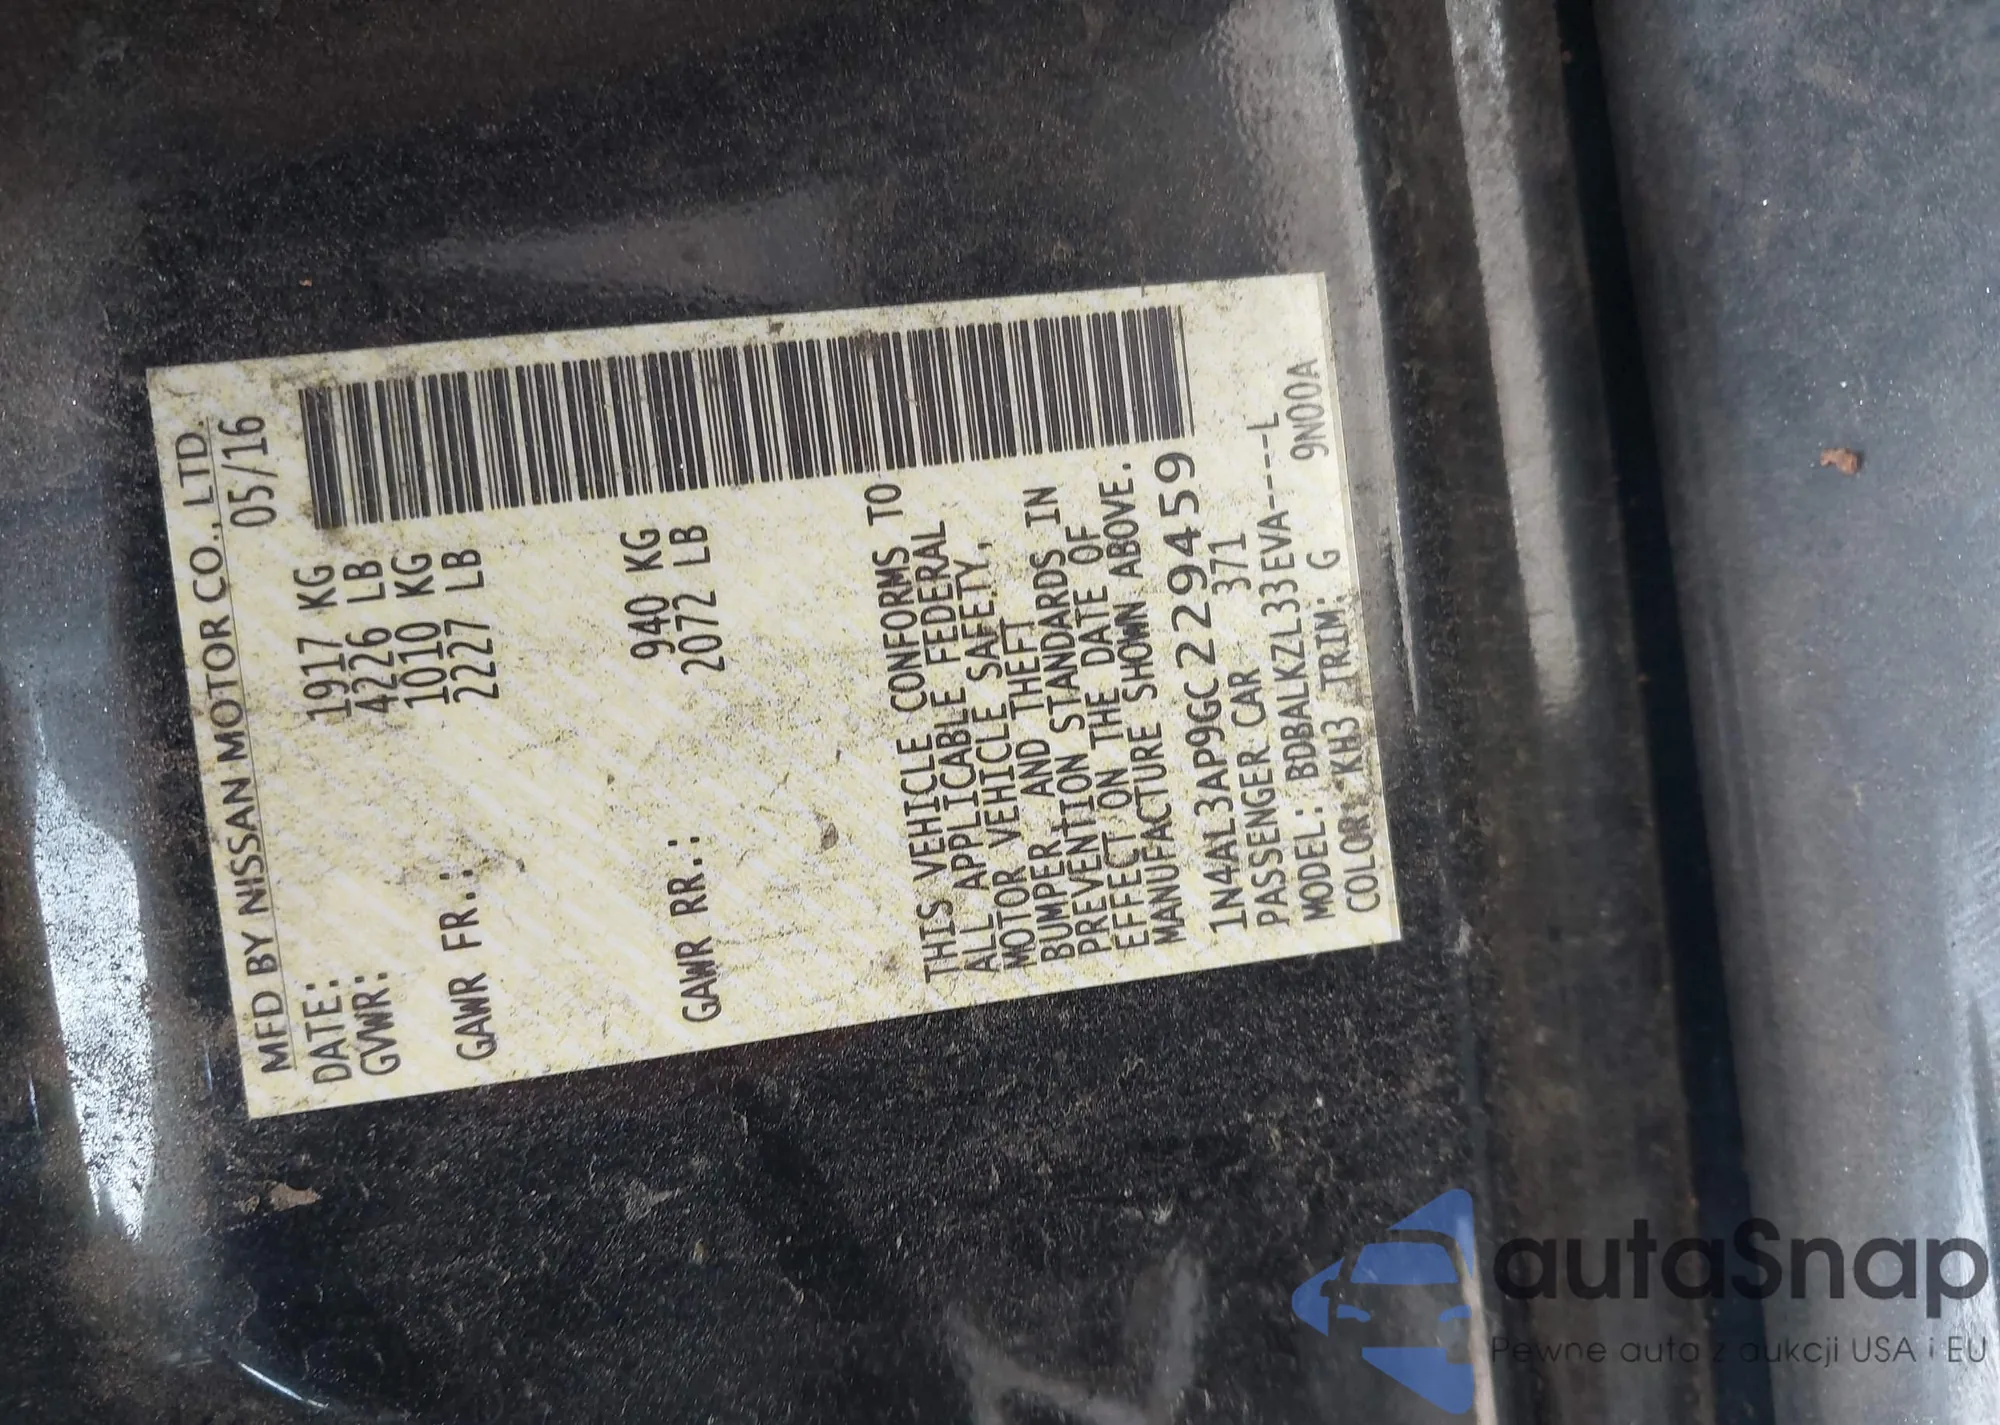 MFD BY NISSAN MOTOR CO., LTD.
DATE: 05/16
GVWR: 1917 KG
4226 LB
GAWR FR.: 1010 KG
2227 LB
GAWR RR.: 940 KG
2072 LB
THIS VEHICLE CONFORMS TO
ALL APPLICABLE FEDERAL
MOTOR VEHICLE SAFETY,
BUMPER AND THEFT
PREVENTION STANDARDS IN
EFFECT ON THE DATE OF
MANUFACTURE SHOWN ABOVE.
1N4AL3AP9GC229459
PASSENGER CAR 371
MODEL: BDBALKZL33EVA----L
COLOR: *KH3 TRIM: G 9N00A
autaSnap
Pewne auta z aukcji USA i EU